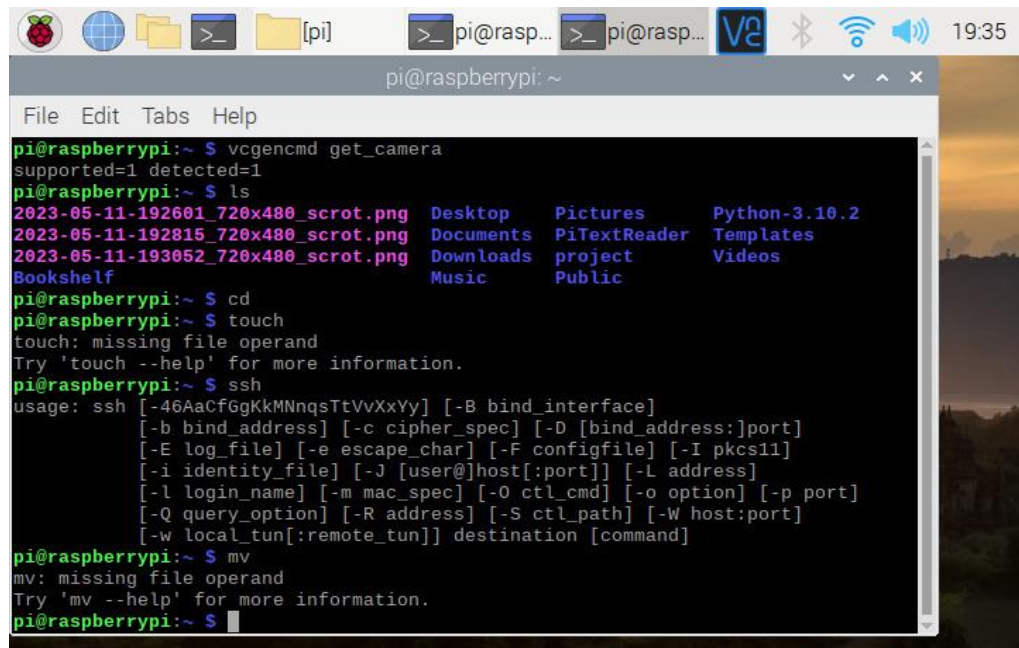 [pi] pi@rasp... pi@rasp... V2 19:35
pi@raspberrypi: ~
File Edit Tabs Help
pi@raspberrypi:~ $ vcgencmd get_camera
supported=1 detected=1
pi@raspberrypi:~ $ ls
2023-05-11-192601_720x480_scrot.png Desktop Pictures Python-3.10.2
2023-05-11-192815_720x480_scrot.png Documents PiTextReader Templates
2023-05-11-193052_720x480_scrot.png Downloads project Videos
Bookshelf Music Public
pi@raspberrypi:~ $ cd
pi@raspberrypi:~ $ touch
touch: missing file operand
Try 'touch --help' for more information.
pi@raspberrypi:~ $ ssh
usage: ssh [-46AaCfGgKkMNnqsTtVvXxYy] [-B bind_interface]
[-b bind_address] [-c cipher_spec] [-D [bind_address:]port]
[-E log_file] [-e escape_char] [-F configfile] [-I pkcs11]
[-i identity_file] [-J [user@]host[:port]] [-L address]
[-l login_name] [-m mac_spec] [-O ctl_cmd] [-o option] [-p port]
[-Q query_option] [-R address] [-S ctl_path] [-W host:port]
[-w local_tun[:remote_tun]] destination [command]
pi@raspberrypi:~ $ mv
mv: missing file operand
Try 'mv --help' for more information.
pi@raspberrypi:~ $